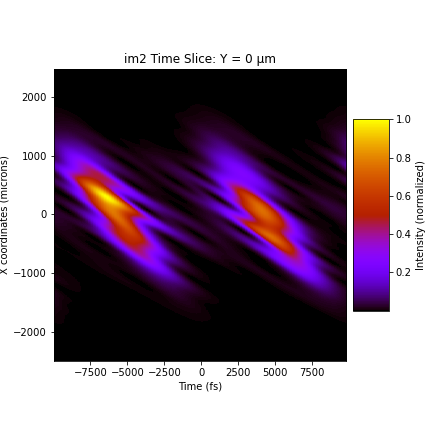 im2 Time Slice: Y = 0 μm
X coordinates (microns)
2000
1000
0
−1000
−2000
−7500 −5000 −2500 0 2500 5000 7500
Time (fs)
1.0
0.8
0.6
0.4
0.2
Intensity (normalized)